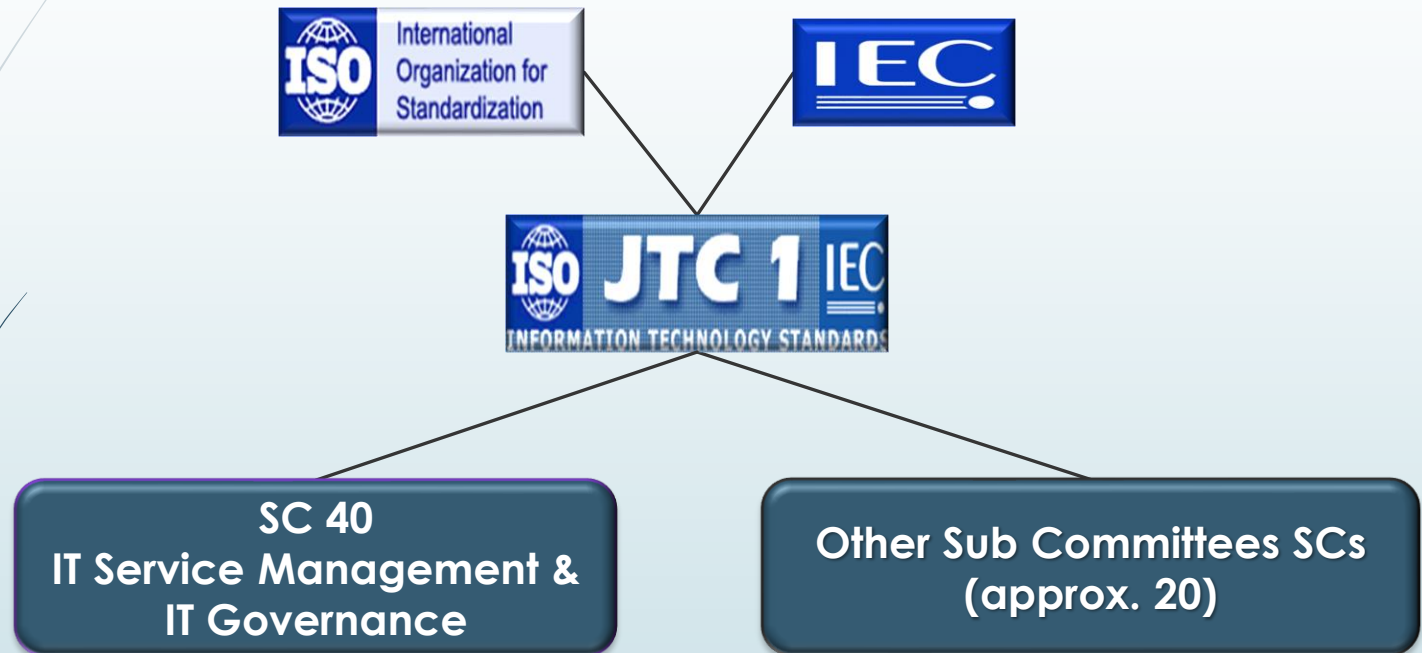 International
Organization for
Standardization
ISO
IEC
ISO JTC 1 IEC
INFORMATION TECHNOLOGY STANDARDS
SC 40
IT Service Management &
IT Governance
Other Sub Committees SCs
(approx. 20)